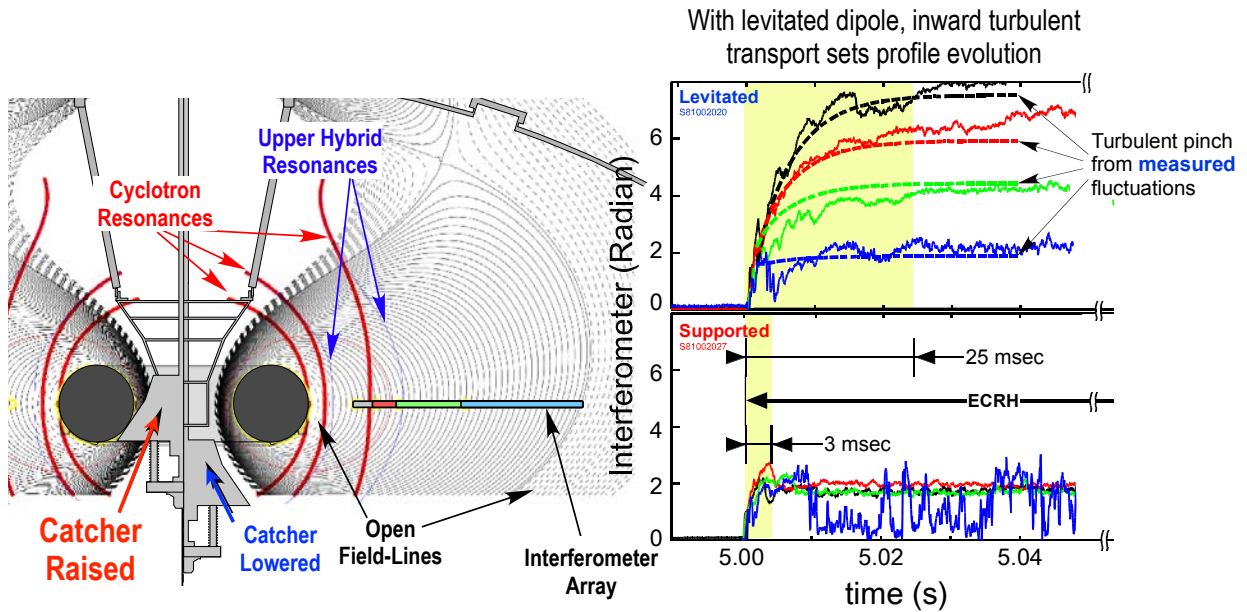 With levitated dipole, inward turbulent
transport sets profile evolution
Upper Hybrid
Resonances
Cyclotron
Resonances
Catcher
Raised
Catcher
Lowered
Open
Field-Lines
Interferometer
Array
Interferometer (Radian)
Levitated
S81002020
6
4
2
0
Turbulent pinch
from measured
fluctuations
Supported
S81002027
25 msec
ECRH
3 msec
6
4
2
0
5.00
5.02
5.04
time (s)